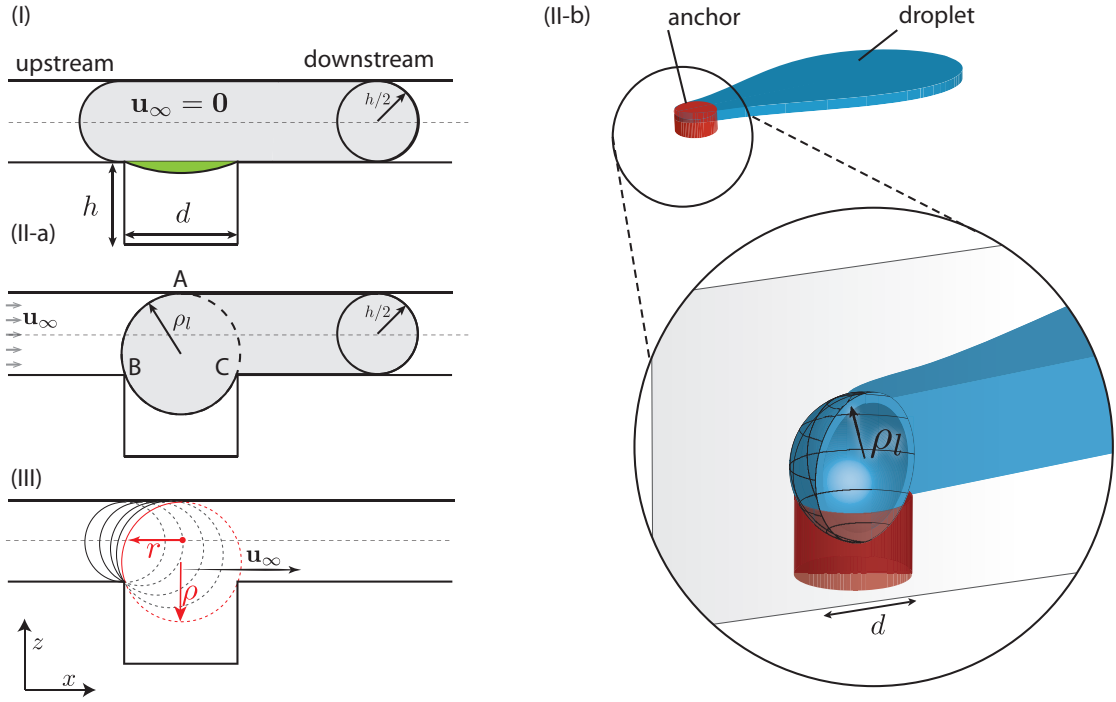 (I)
upstream
downstream
u∞ = 0
h/2
h
d
(II-a)
A
u∞
ρl
h/2
B
C
(III)
r
u∞
ρ
z
x
(II-b)
anchor
droplet
ρl
d